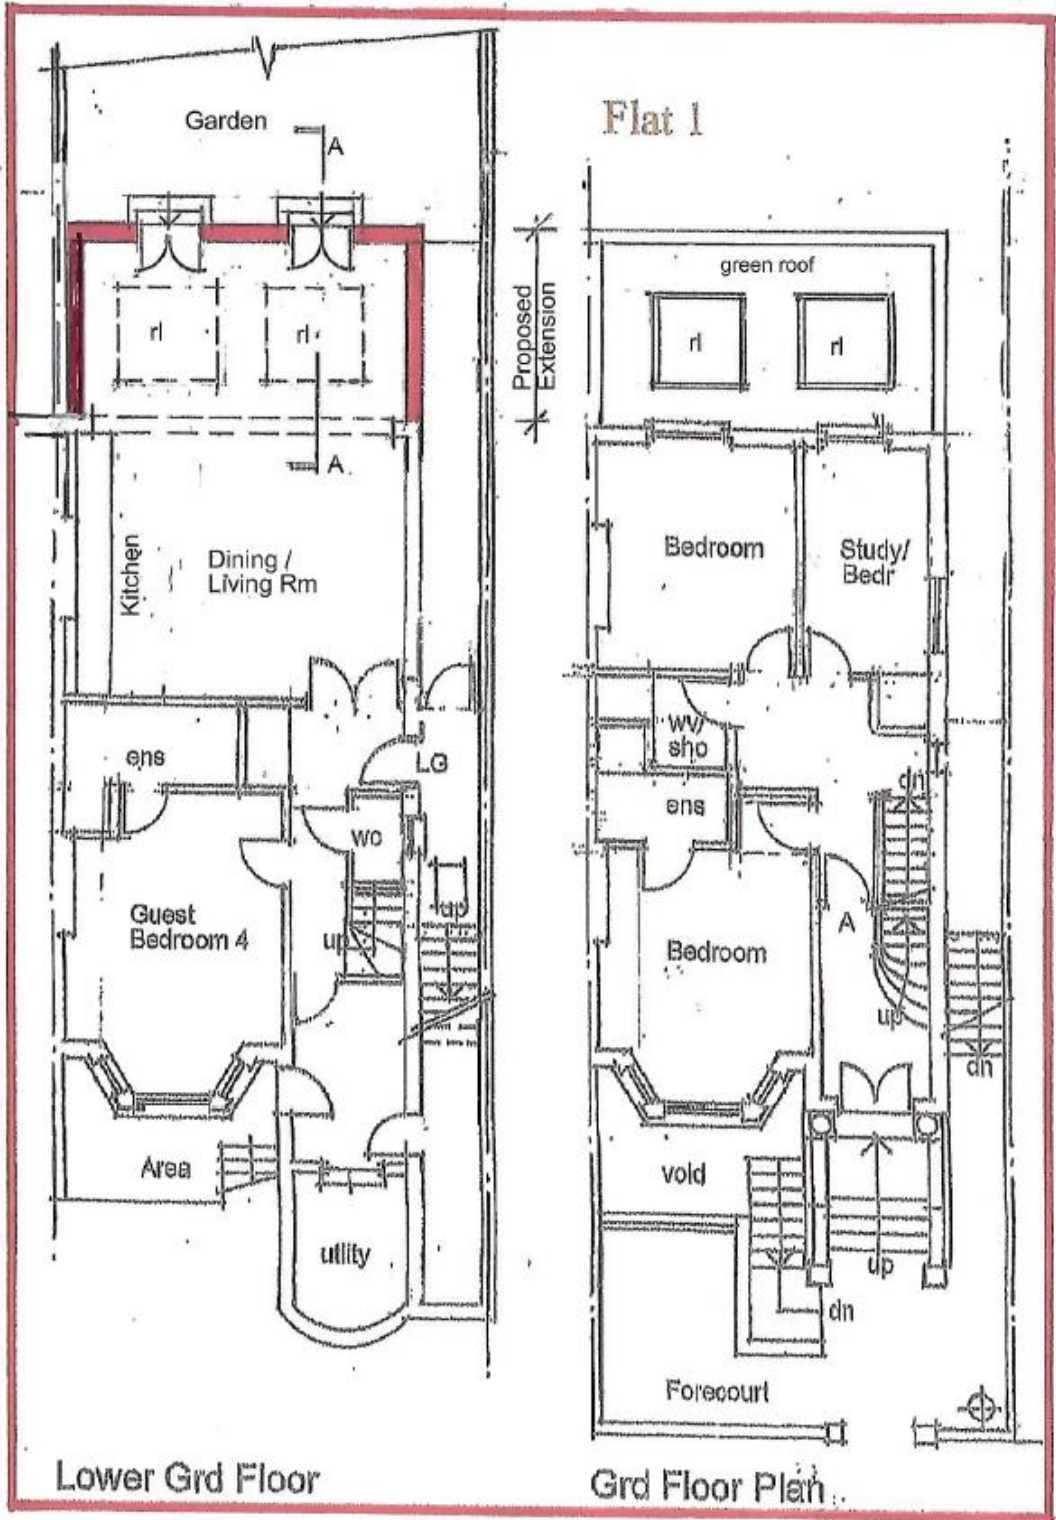 Flat 1
Garden
A
rl
rl
A
Kitchen
Dining /
Living Rm
ens
LG
wc
Guest
Bedroom 4
up
up
Area
utlity
Lower Grd Floor
Proposed
Extension
green roof
rl
rl
Bedroom
Study/
Bedr
sho
ens
dn
Bedroom
A
up
dn
void
up
dn
Forecourt
Grd Floor Plan